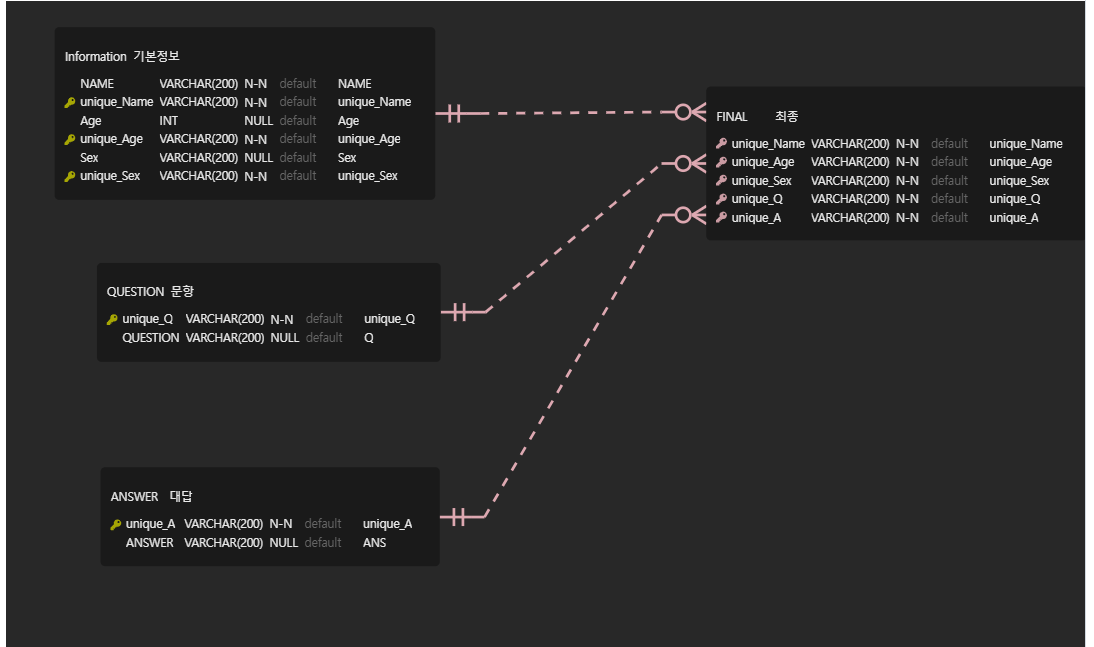 Information 기본정보
NAME VARCHAR(200) N-N default NAME
unique_Name VARCHAR(200) N-N default unique_Name
Age INT NULL default Age
unique_Age VARCHAR(200) N-N default unique_Age
Sex VARCHAR(200) NULL default Sex
unique_Sex VARCHAR(200) N-N default unique_Sex
FINAL 최종
unique_Name VARCHAR(200) N-N default unique_Name
unique_Age VARCHAR(200) N-N default unique_Age
unique_Sex VARCHAR(200) N-N default unique_Sex
unique_Q VARCHAR(200) N-N default unique_Q
unique_A VARCHAR(200) N-N default unique_A
QUESTION 문항
unique_Q VARCHAR(200) N-N default unique_Q
QUESTION VARCHAR(200) NULL default Q
ANSWER 대답
unique_A VARCHAR(200) N-N default unique_A
ANSWER VARCHAR(200) NULL default ANS